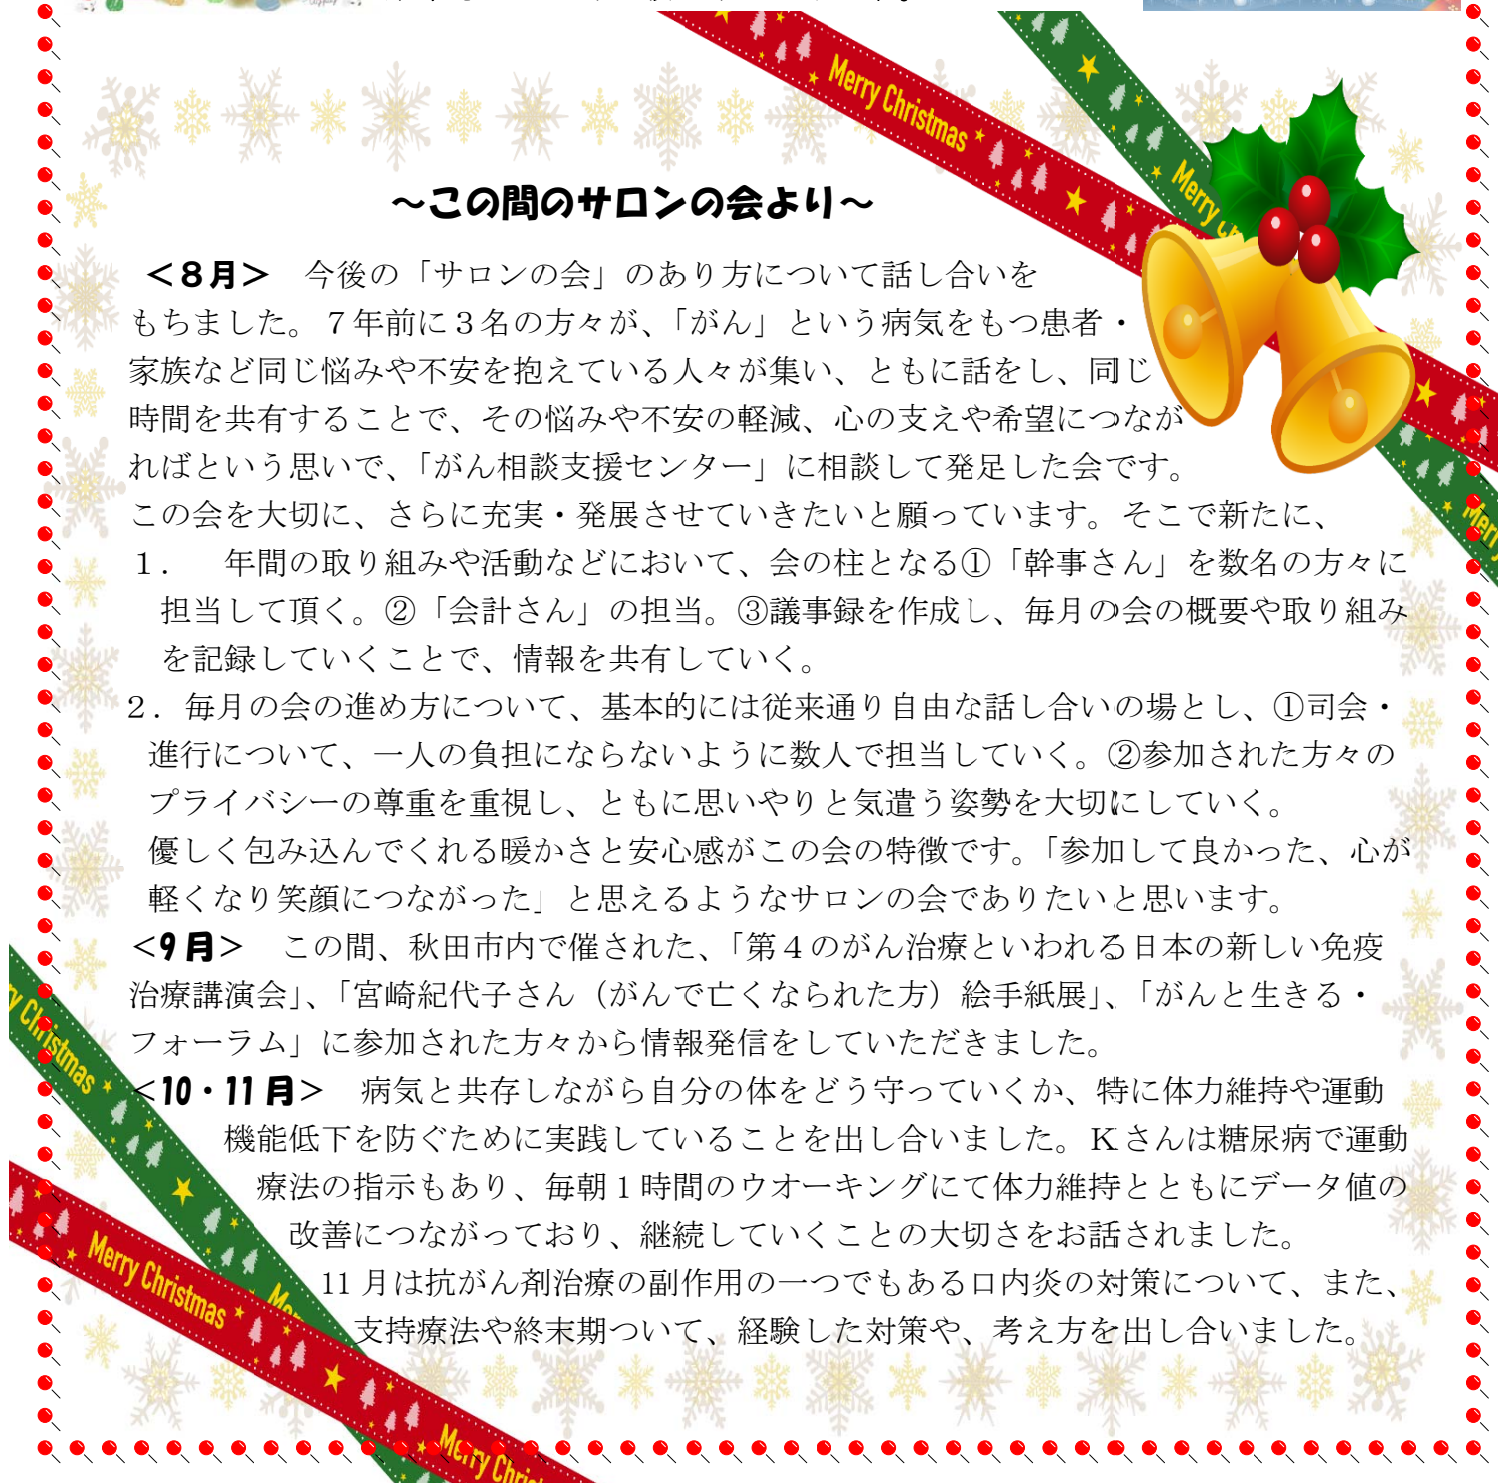 ～この間のサロンの会より～
＜８月＞　今後の「サロンの会」のあり方について話し合いを
もちました。７年前に３名の方々が、「がん」という病気をもつ患者・
家族など同じ悩みや不安を抱えている人々が集い、ともに話をし、同じ
時間を共有することで、その悩みや不安の軽減、心の支えや希望につなが
ればという思いで、「がん相談支援センター」に相談して発足した会です。
この会を大切に、さらに充実・発展させていきたいと願っています。そこで新たに、
１．　年間の取り組みや活動などにおいて、会の柱となる①「幹事さん」を数名の方々に
担当して頂く。②「会計さん」の担当。③議事録を作成し、毎月の会の概要や取り組み
を記録していくことで、情報を共有していく。
２．毎月の会の進め方について、基本的には従来通り自由な話し合いの場とし、①司会・
進行について、一人の負担にならないように数人で担当していく。②参加された方々の
プライバシーの尊重を重視し、ともに思いやりと気遣う姿勢を大切にしていく。
優しく包み込んでくれる暖かさと安心感がこの会の特徴です。「参加して良かった、心が
軽くなり笑顔につながった」と思えるようなサロンの会でありたいと思います。
＜9月＞　この間、秋田市内で催された、「第４のがん治療といわれる日本の新しい免疫
治療講演会」、「宮崎紀代子さん（がんで亡くなられた方）絵手紙展」、「がんと生きる・
フォーラム」に参加された方々から情報発信をしていただきました。
＜10・11月＞　病気と共存しながら自分の体をどう守っていくか、特に体力維持や運動
機能低下を防ぐために実践していることを出し合いました。Ｋさんは糖尿病で運動
療法の指示もあり、毎朝１時間のウオーキングにて体力維持とともにデータ値の
改善につながっており、継続していくことの大切さをお話されました。
11月は抗がん剤治療の副作用の一つでもある口内炎の対策について、また、
支持療法や終末期ついて、経験した対策や、考え方を出し合いました。
Merry Christmas
Merry
Merry
Christmas
Merry Christmas
Merry